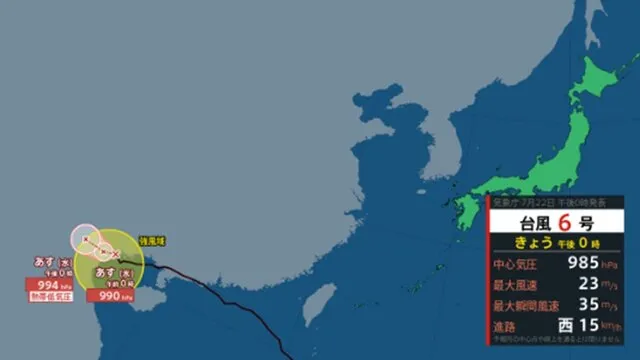 気象庁 7月22日 午後0時発表
台風 6 号
きょう 午後 0 時
中心気圧 985 hPa
最大風速 23 m/s
最大瞬間風速 35 m/s
進路 西 15 km/h
強風域
あす(水)
午後0時
994 hPa
熱帯低気圧
あす(水)
午前0時
990 hPa